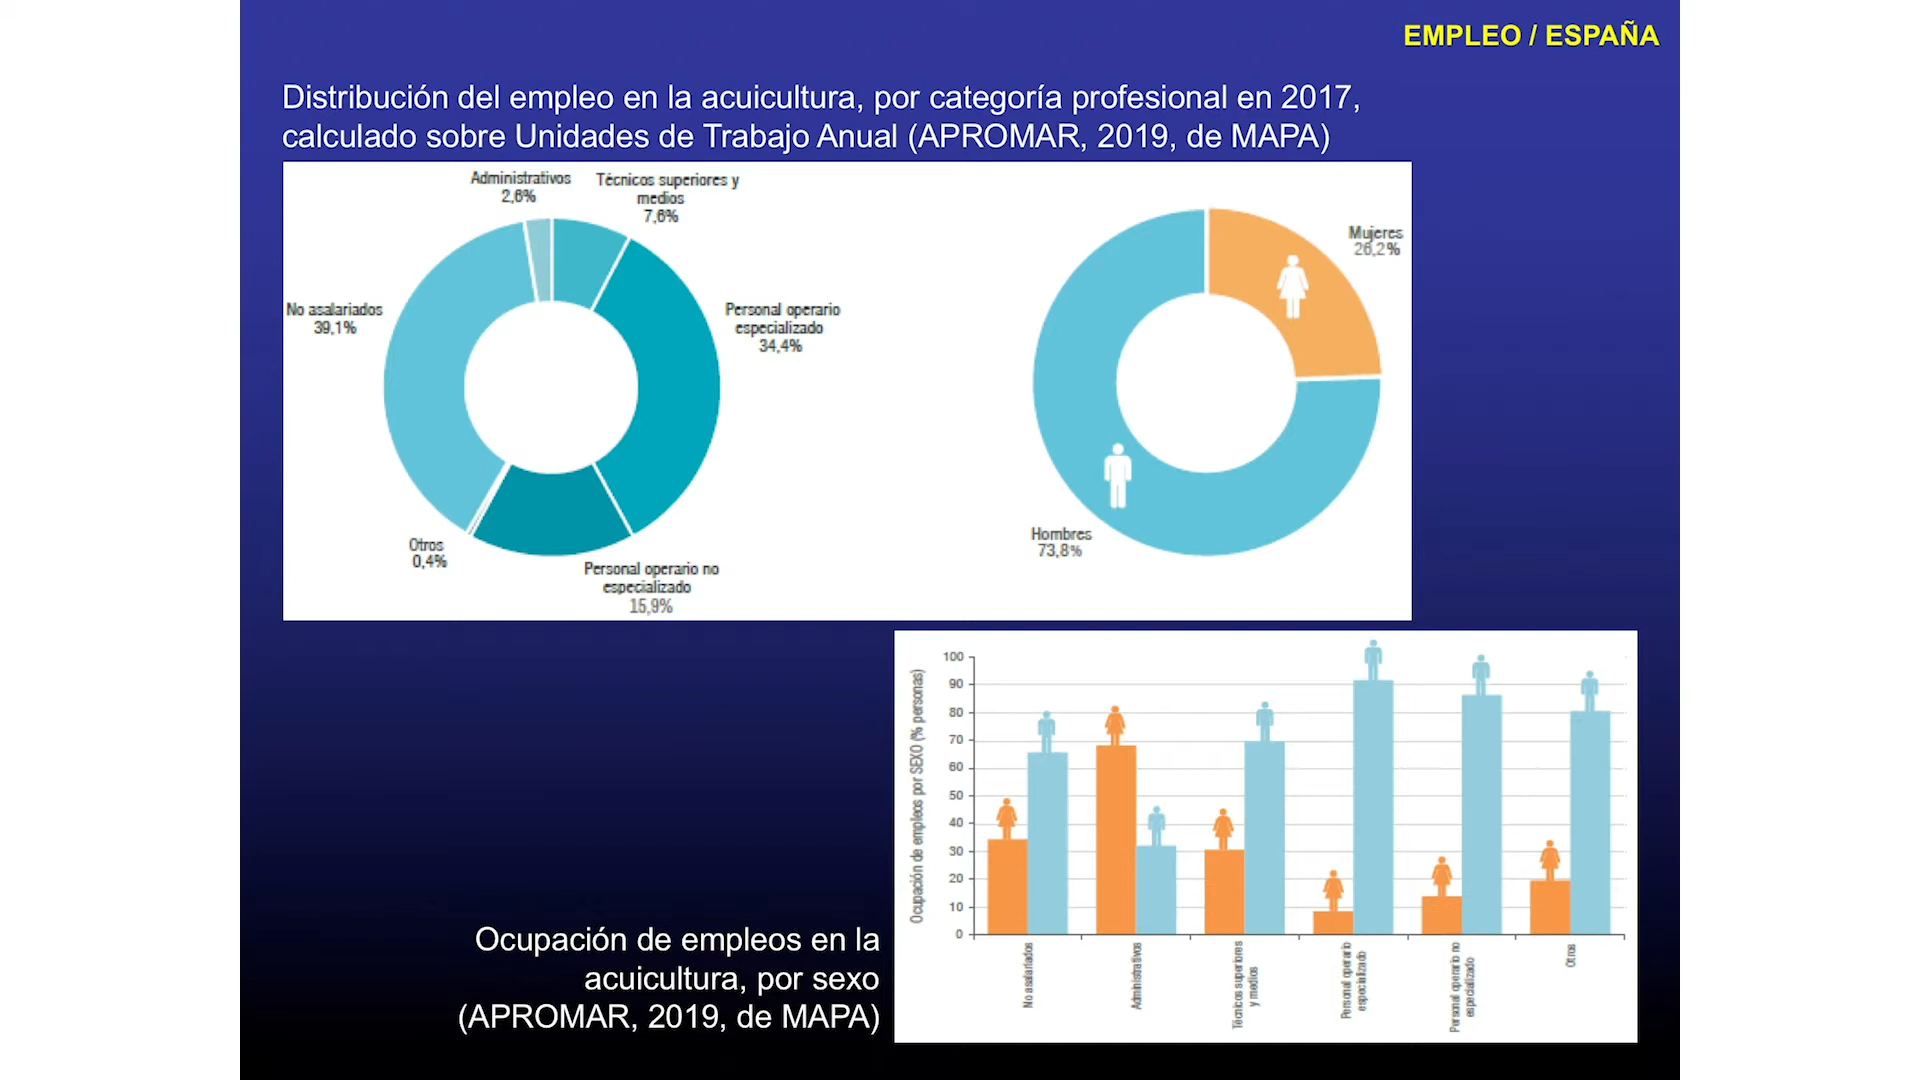 EMPLEO / ESPAÑA
Distribución del empleo en la acuicultura, por categoría profesional en 2017,
calculado sobre Unidades de Trabajo Anual (APROMAR, 2019, de MAPA)
Administrativos
2,6%
Técnicos superiores y
medios
7,6%
No asalariados
39,1%
Personal operario
especializado
34,4%
Otros
0,4%
Personal operario no
especializado
15,9%
Mujeres
26,2%
Hombres
73,8%
Ocupación de empleos por SEXO (% personas)
100
90
80
70
60
50
40
30
20
10
0
No asalariados
Administrativos
Técnicos superiores
y medios
Personal operario
especializado
Personal operario no
especializado
Otros
Ocupación de empleos en la
acuicultura, por sexo
(APROMAR, 2019, de MAPA)